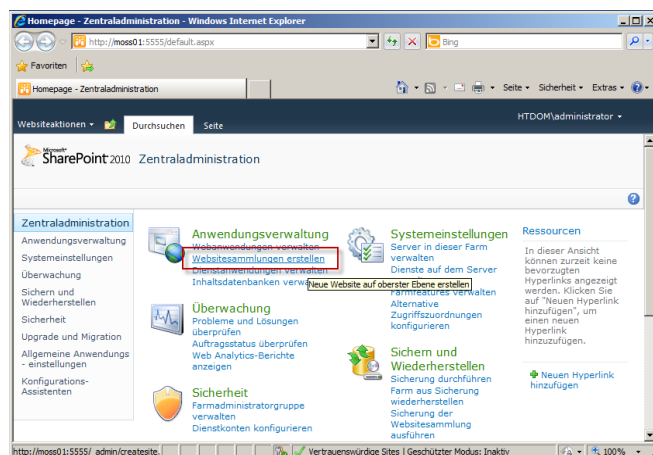 Homepage - Zentraladministration - Windows Internet Explorer
http://moss01:5555/default.aspx
Bing
Favoriten
Homepage - Zentraladministration
Seite
Sicherheit
Extras
Websiteaktionen
Durchsuchen
Seite
HTDOM\administrator
Microsoft
SharePoint 2010
Zentraladministration
Zentraladministration
Anwendungsverwaltung
Systemeinstellungen
Überwachung
Sichern und
Wiederherstellen
Sicherheit
Upgrade und Migration
Allgemeine Anwendungs
- einstellungen
Konfigurations-
Assistenten
Anwendungsverwaltung
Webanwendungen verwalten
Websitesammlungen erstellen
Dienstanwendungen verwalten
Inhaltsdatenbanken verwa
Neue Website auf oberster Ebene erstellen
Überwachung
Probleme und Lösungen
überprüfen
Auftragsstatus überprüfen
Web Analytics-Berichte
anzeigen
Sicherheit
Farmadministratorgruppe
verwalten
Dienstkonten konfigurieren
Systemeinstellungen
Server in dieser Farm
verwalten
Dienste auf dem Server
Farmfeatures verwalten
Alternative
Zugriffszuordnungen
konfigurieren
Sichern und
Wiederherstellen
Sicherung durchführen
Farm aus Sicherung
wiederherstellen
Sicherung der
Websitesammlung
ausführen
Ressourcen
In dieser Ansicht
können zurzeit keine
bevorzugten
Hyperlinks angezeigt
werden. Klicken Sie
auf "Neuen Hyperlink
hinzufügen", um
einen neuen
Hyperlink
hinzuzufügen.
Neuen Hyperlink
hinzufügen
http://moss01:5555/_admin/createsite.
Vertrauenswürdige Sites | Geschützter Modus: Inaktiv
100%